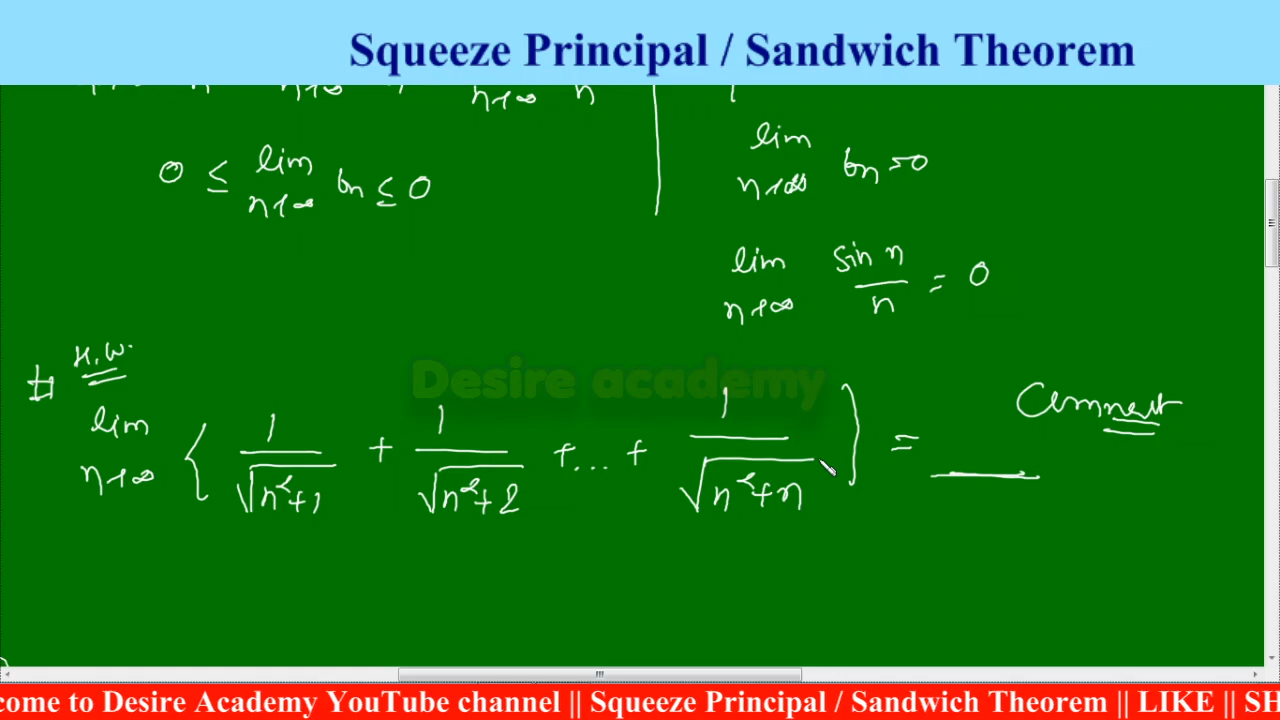 Squeeze Principal / Sandwich Theorem
n→∞ n n→∞ n→∞ n
0 ≤ lim n→∞ bn ≤ 0
lim n→∞ bn = 0
lim n→∞ sin n / n = 0
Desire academy
# H.W.
lim n→∞ { 1/√n²+1 + 1/√n²+2 + ... + 1/√n²+n } = ____
Comment
come to Desire Academy YouTube channel || Squeeze Principal / Sandwich Theorem || LIKE || SH